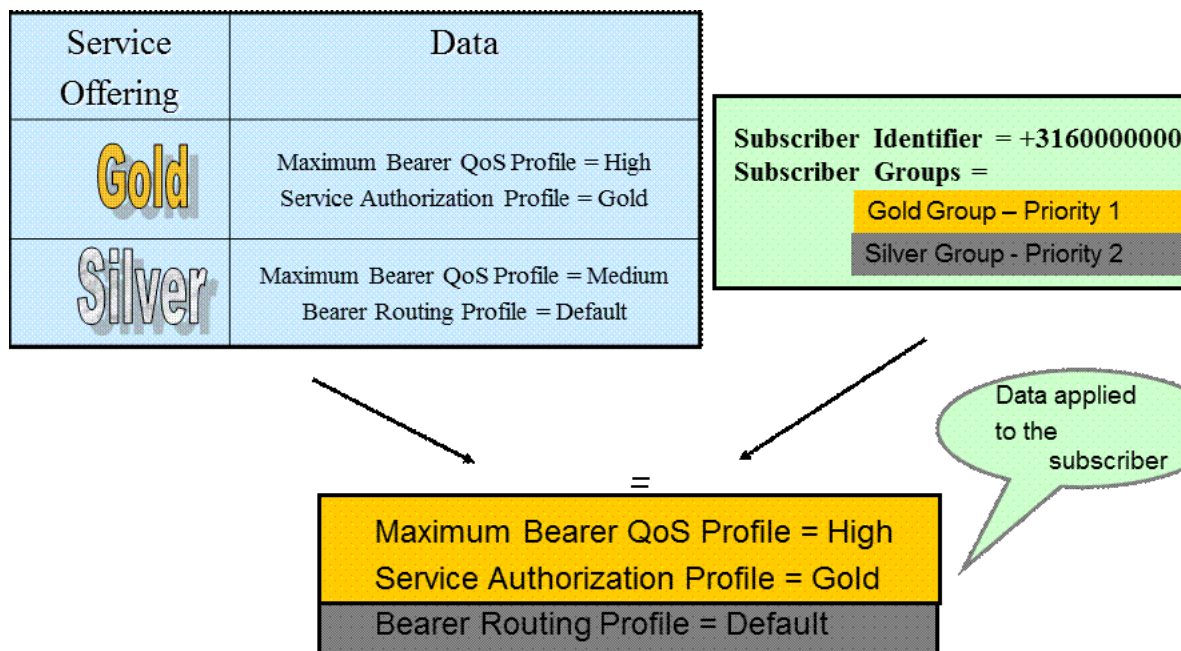 Service
Offering
Data
Gold
Maximum Bearer QoS Profile = High
Service Authorization Profile = Gold
Silver
Maximum Bearer QoS Profile = Medium
Bearer Routing Profile = Default
Subscriber Identifier = +3160000000
Subscriber Groups =
Gold Group – Priority 1
Silver Group - Priority 2
Data applied
to the
subscriber
=
Maximum Bearer QoS Profile = High
Service Authorization Profile = Gold
Bearer Routing Profile = Default